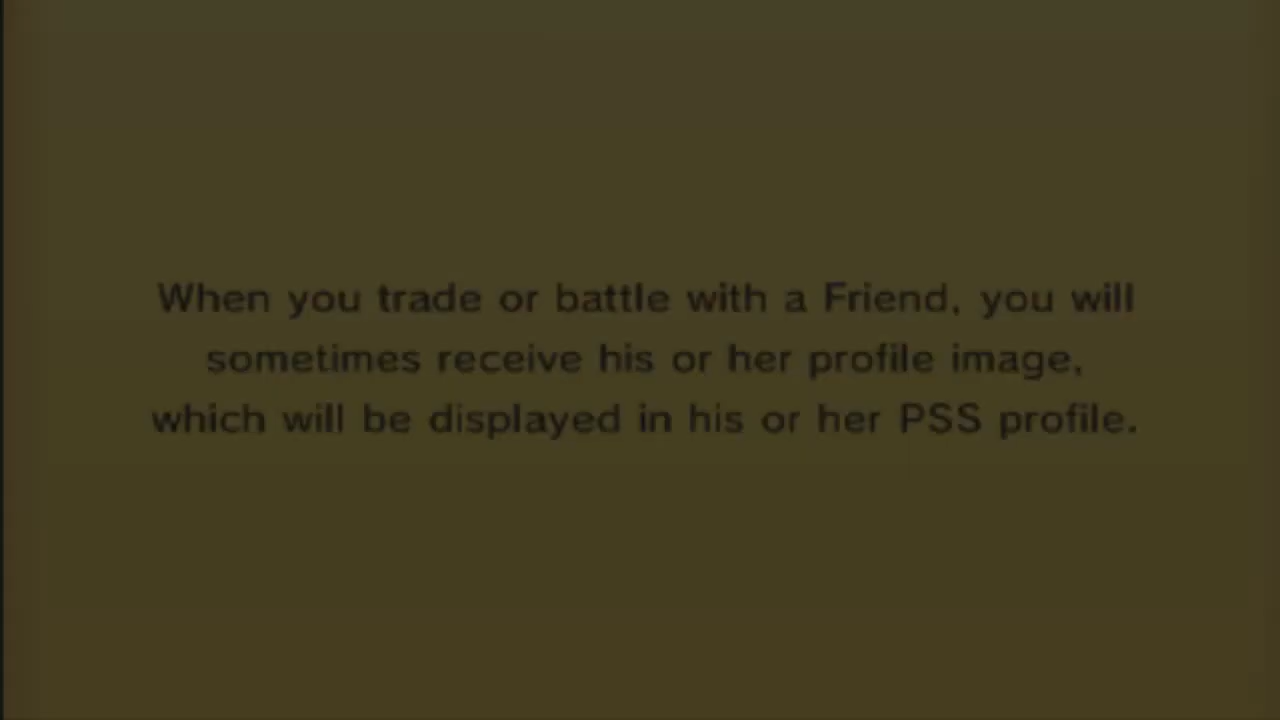 When you trade or battle with a Friend, you will
sometimes receive his or her profile image,
which will be displayed in his or her PSS profile.